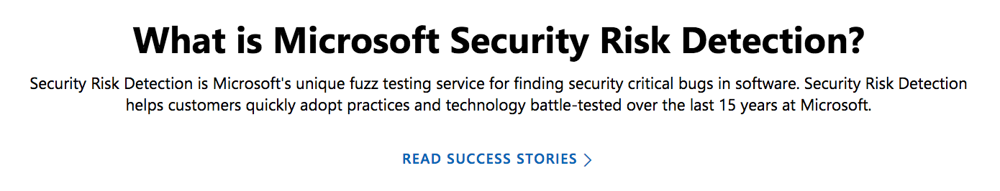 What is Microsoft Security Risk Detection?
Security Risk Detection is Microsoft's unique fuzz testing service for finding security critical bugs in software. Security Risk Detection
helps customers quickly adopt practices and technology battle-tested over the last 15 years at Microsoft.
READ SUCCESS STORIES